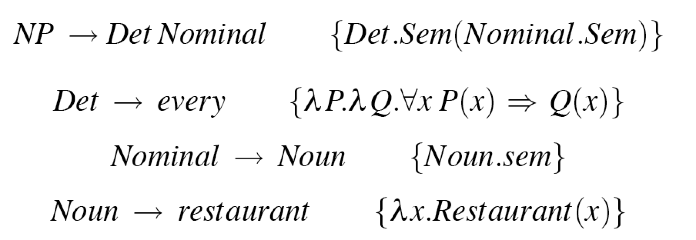 NP → Det Nominal {Det.Sem(Nominal.Sem)}
Det → every {λP.λQ.∀x P(x) ⇒ Q(x)}
Nominal → Noun {Noun.sem}
Noun → restaurant {λx.Restaurant(x)}